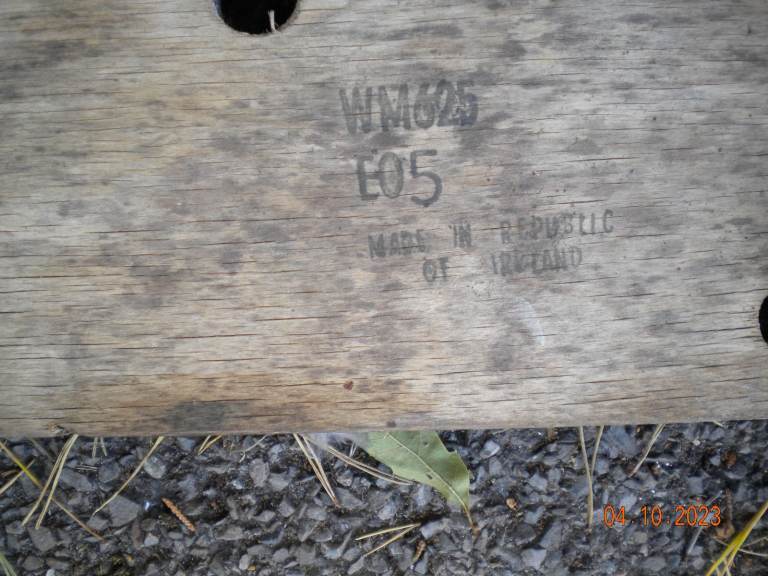 WM625
E05
MADE IN REPUBLIC
OF IRELAND
04.10.2023